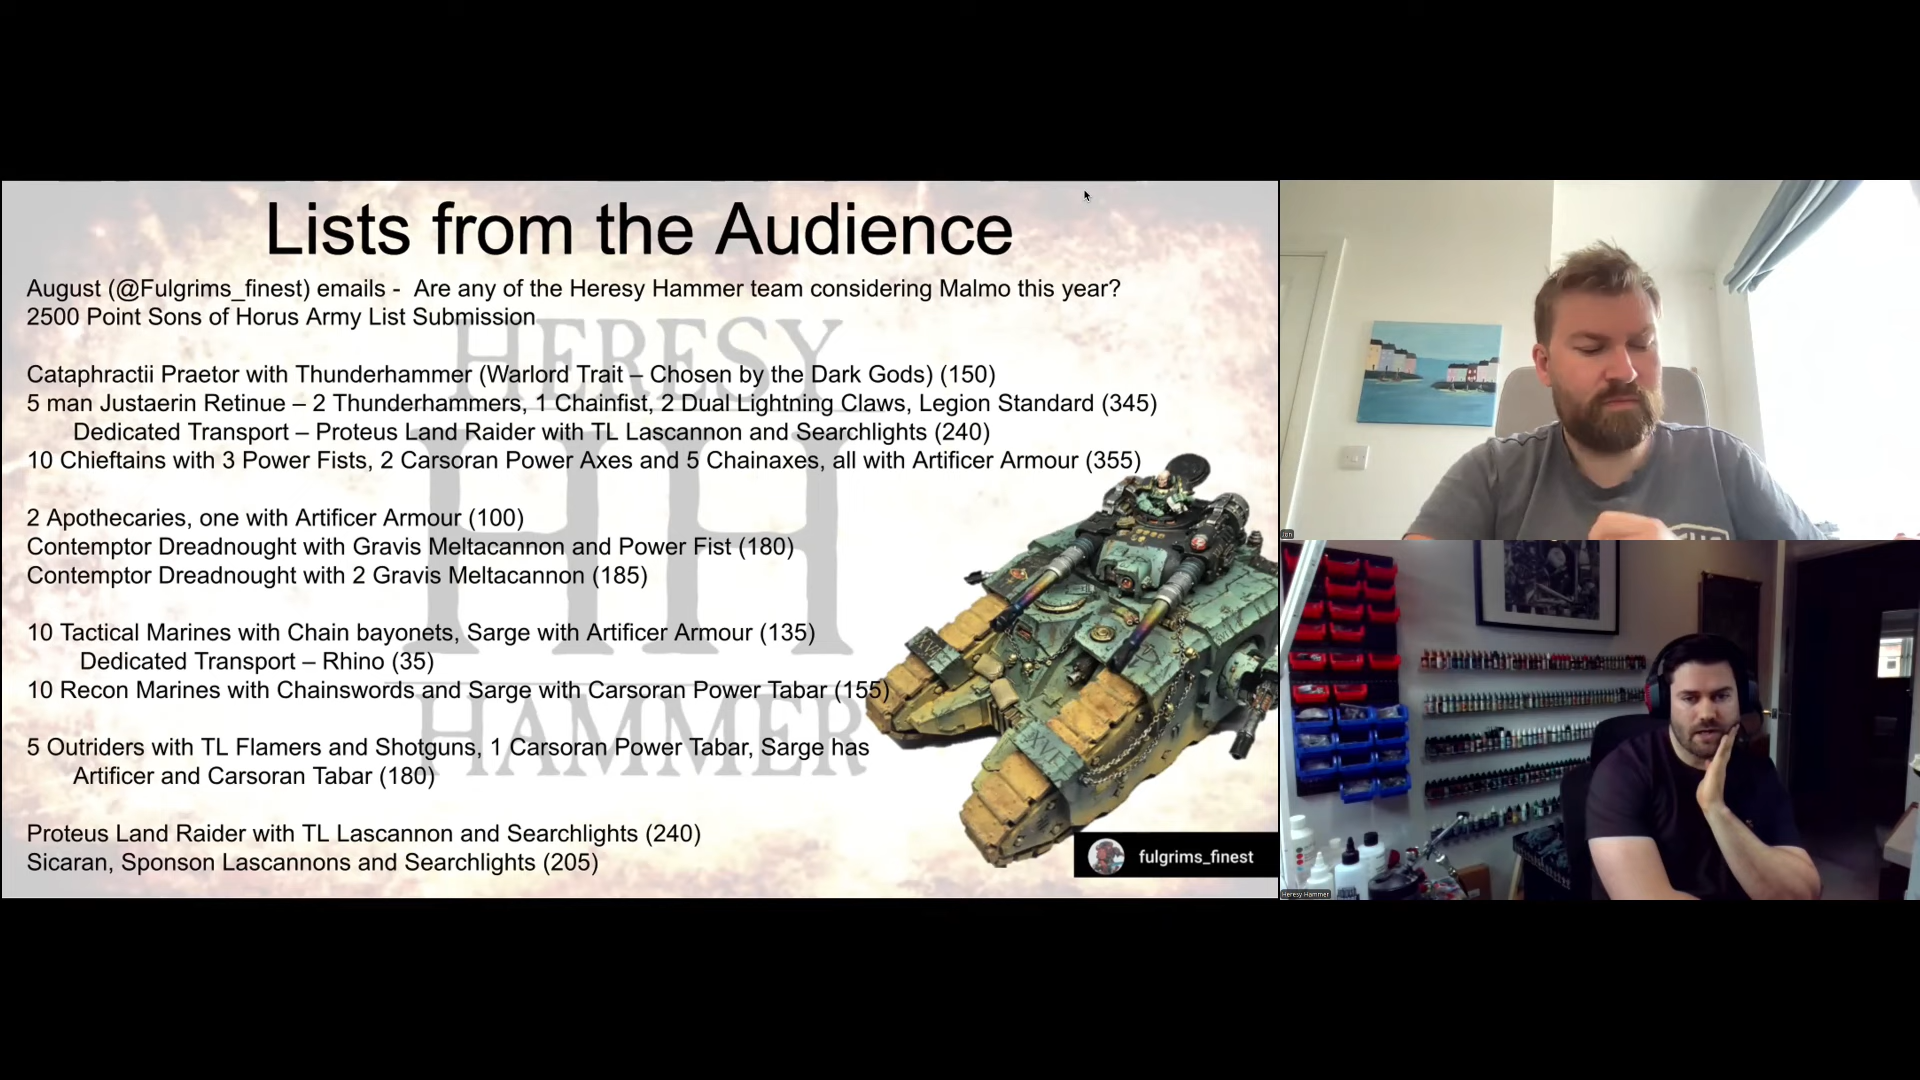 Lists from the Audience
August (@Fulgrims_finest) emails - Are any of the Heresy Hammer team considering Malmo this year?
2500 Point Sons of Horus Army List Submission
HERESY
HH
HAMMER
Cataphractii Praetor with Thunderhammer (Warlord Trait – Chosen by the Dark Gods) (150)
5 man Justaerin Retinue – 2 Thunderhammers, 1 Chainfist, 2 Dual Lightning Claws, Legion Standard (345)
Dedicated Transport – Proteus Land Raider with TL Lascannon and Searchlights (240)
10 Chieftains with 3 Power Fists, 2 Carsoran Power Axes and 5 Chainaxes, all with Artificer Armour (355)
2 Apothecaries, one with Artificer Armour (100)
Contemptor Dreadnought with Gravis Meltacannon and Power Fist (180)
Contemptor Dreadnought with 2 Gravis Meltacannon (185)
10 Tactical Marines with Chain bayonets, Sarge with Artificer Armour (135)
Dedicated Transport – Rhino (35)
10 Recon Marines with Chainswords and Sarge with Carsoran Power Tabar (155)
5 Outriders with TL Flamers and Shotguns, 1 Carsoran Power Tabar, Sarge has
Artificer and Carsoran Tabar (180)
Proteus Land Raider with TL Lascannon and Searchlights (240)
Sicaran, Sponson Lascannons and Searchlights (205)
XVI
fulgrims_finest
Jon
Heresy Hammer